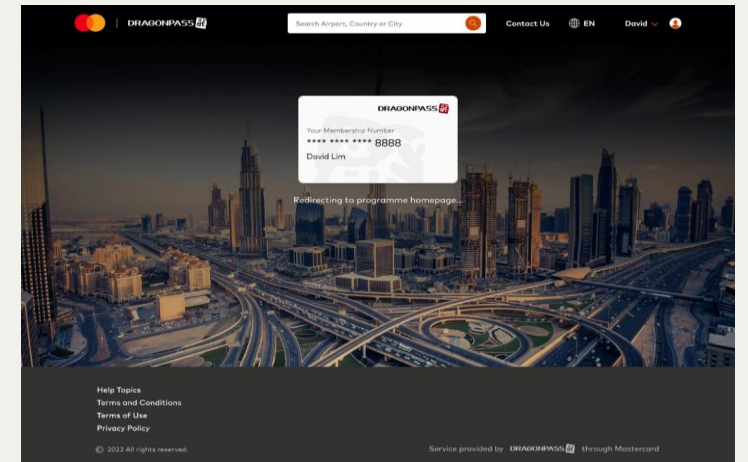 DRAGONPASS
Search Airport, Country or City
Contact Us
EN
David
DRAGONPASS
Your Membership Number
**** **** **** 8888
David Lim
Redirecting to programme homepage...
Help Topics
Terms and Conditions
Terms of Use
Privacy Policy
© 2022 All rights reserved.
Service provided by DRAGONPASS through Mastercard